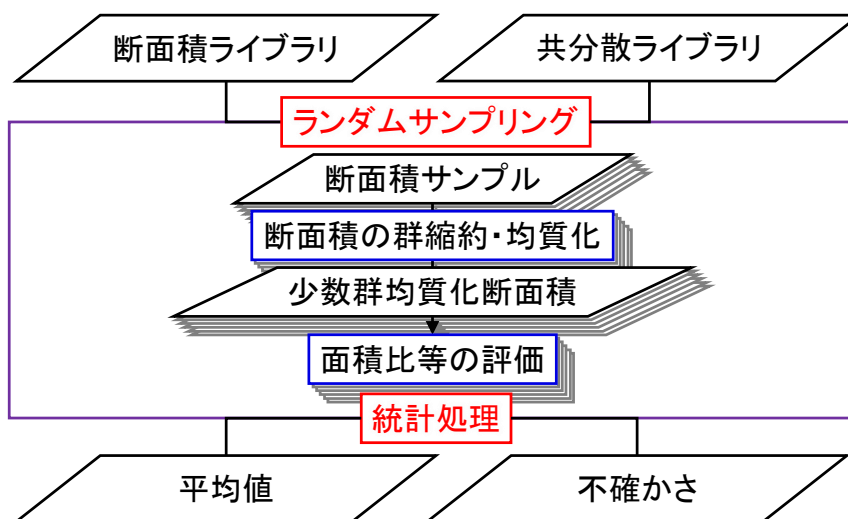 断面積ライブラリ
共分散ライブラリ
ランダムサンプリング
断面積サンプル
断面積の群縮約・均質化
少数群均質化断面積
面積比等の評価
統計処理
平均値
不確かさ